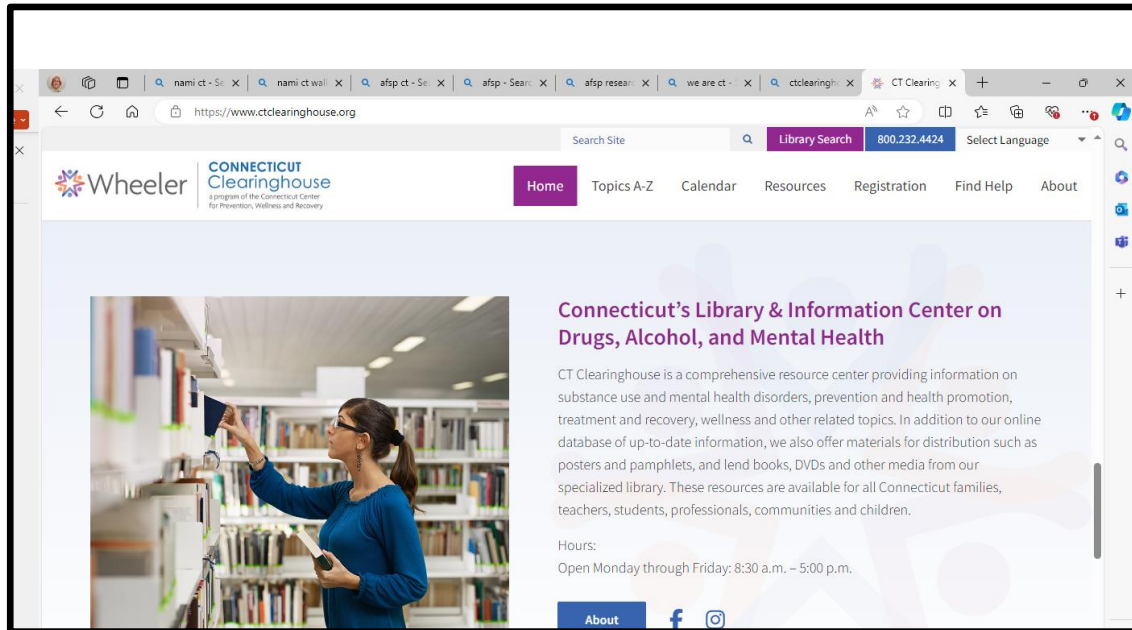 nami ct - Se
nami ct wal
afsp ct - Se
afsp - Searc
afsp researc
we are ct -
ctclearingh
CT Clearing
https://www.ctclearinghouse.org
Search Site
Library Search
800.232.4424
Select Language
Wheeler
CONNECTICUT
Clearinghouse
a program of the Connecticut Center
for Prevention, Wellness and Recovery
Home
Topics A-Z
Calendar
Resources
Registration
Find Help
About
Connecticut’s Library & Information Center on
Drugs, Alcohol, and Mental Health
CT Clearinghouse is a comprehensive resource center providing information on
substance use and mental health disorders, prevention and health promotion,
treatment and recovery, wellness and other related topics. In addition to our online
database of up-to-date information, we also offer materials for distribution such as
posters and pamphlets, and lend books, DVDs and other media from our
specialized library. These resources are available for all Connecticut families,
teachers, students, professionals, communities and children.
Hours:
Open Monday through Friday: 8:30 a.m. – 5:00 p.m.
About